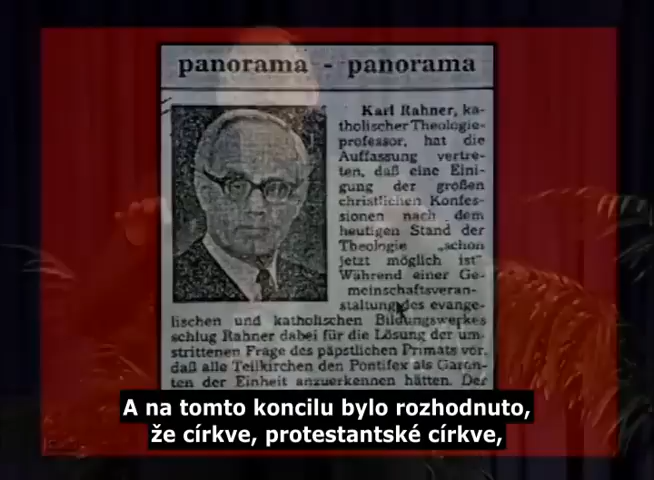 panorama - panorama
Karl Rahner, ka-
tholischer Theologie-
professor, hat die
Auffassung vertre-
ten, daß eine Eini-
gung der großen
christlichen Konfes-
sionen nach dem
heutigen Stand der
Theologie „schon
jetzt möglich ist“
Während einer Ge-
meinschaftsveran-
staltung des evange-
lischen und katholischen Bildungswerkes
schlug Rahner dabei für die Lösung der um-
strittenen Frage des päpstlichen Primats vor,
daß alle Teilkirchen den Pontifex als Garan-
ten der Einheit anzuerkennen hätten. Der
A na tomto koncilu bylo rozhodnuto,
že církve, protestantské církve,